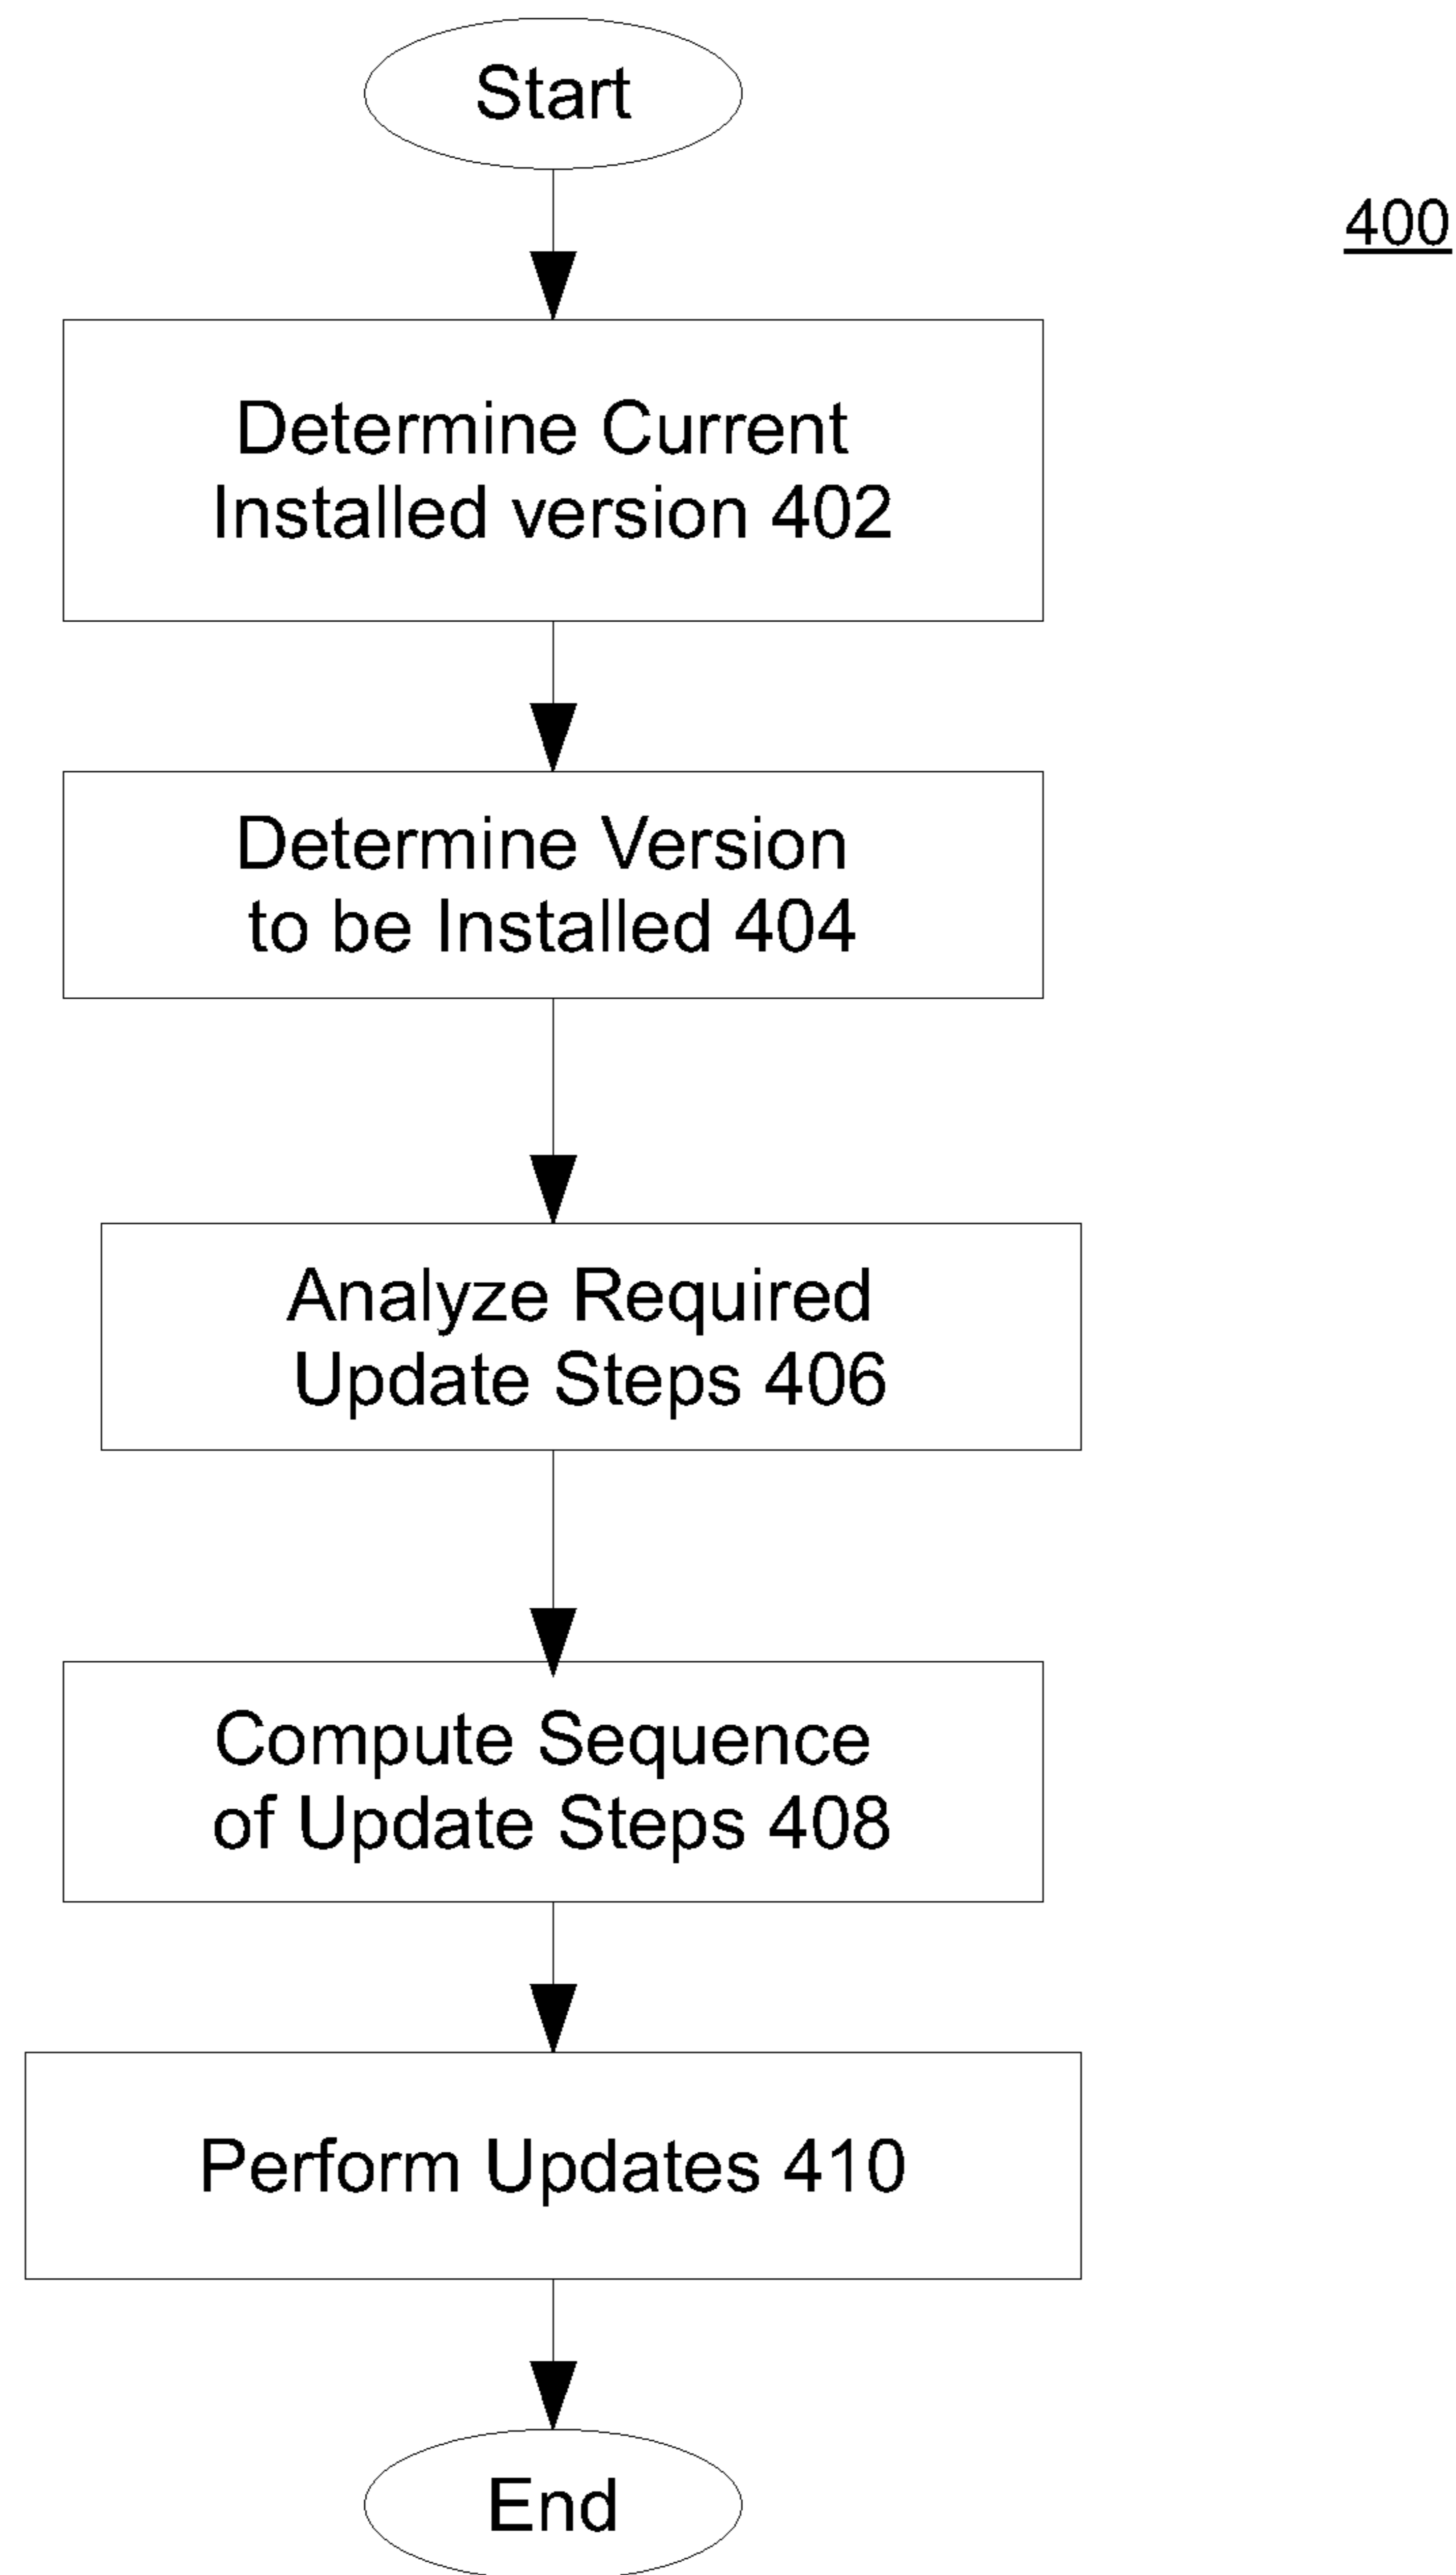 Start
400
Determine Current
Installed version 402
Determine Version
to be Installed 404
Analyze Required
Update Steps 406
Compute Sequence
of Update Steps 408
Perform Updates 410
End